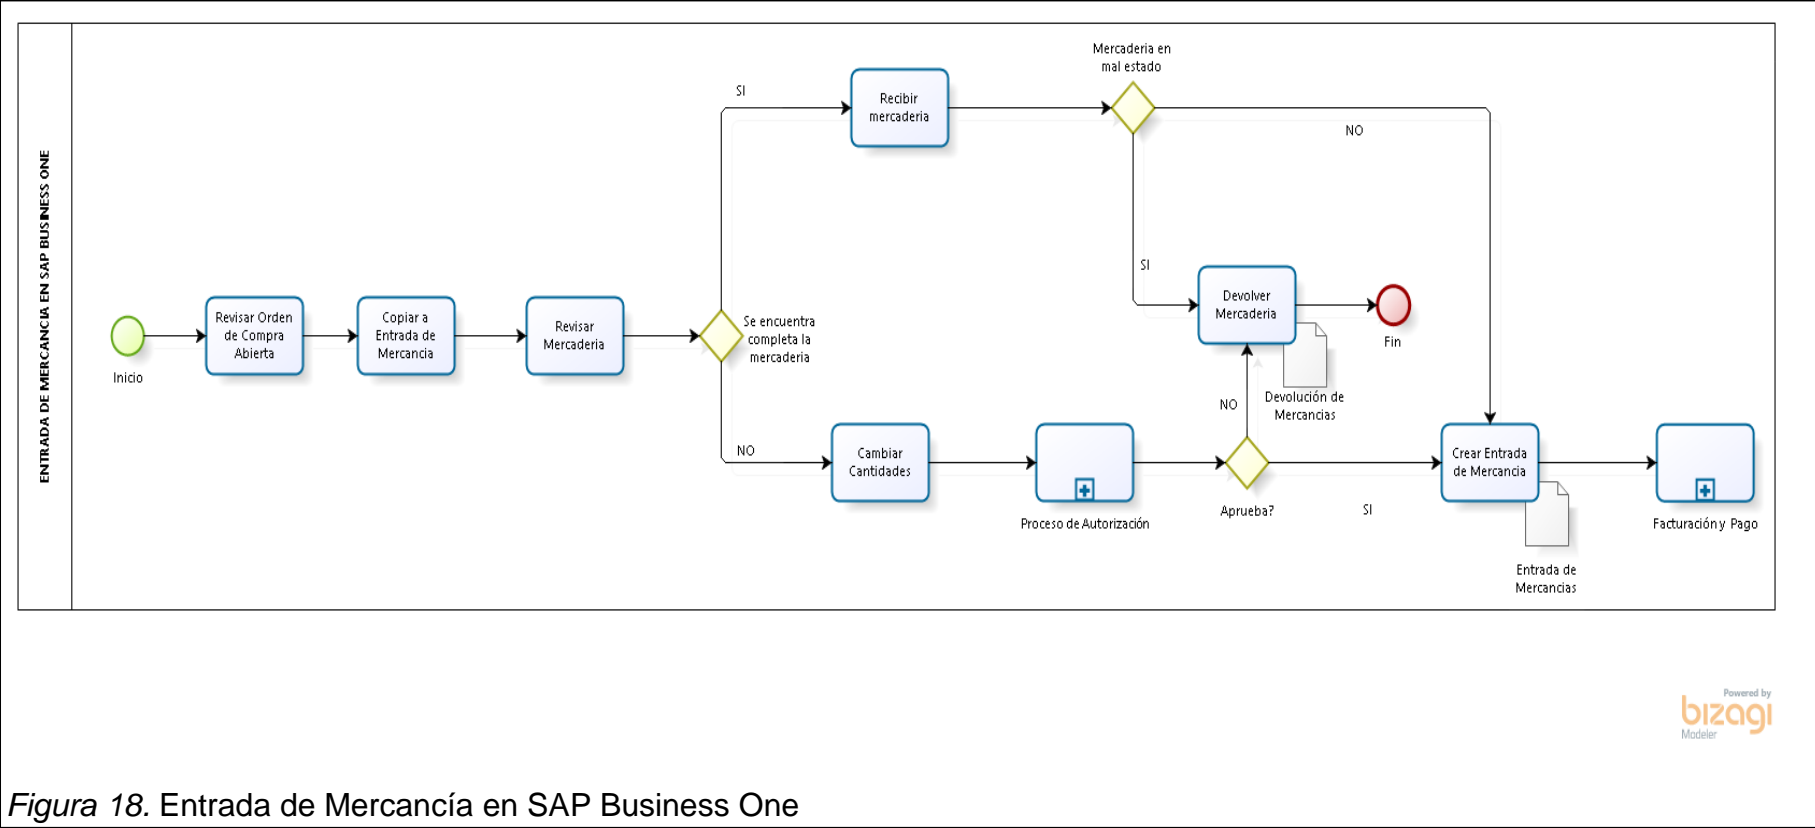 ENTRADA DE MERCANCIA EN SAP BUSINESS ONE
Inicio
Revisar Orden
de Compra
Abierta
Copiar a
Entrada de
Mercancia
Revisar
Mercaderia
Se encuentra
completa la
mercaderia
SI
Recibir
mercaderia
Mercaderia en
mal estado
NO
SI
Devolver
Mercaderia
Devolución de
Mercancias
Fin
NO
Cambiar
Cantidades
Proceso de Autorización
Aprueba?
NO
SI
Crear Entrada
de Mercancia
Entrada de
Mercancias
Facturación y Pago
Powered by
bizagi
Modeler
Figura 18. Entrada de Mercancía en SAP Business One